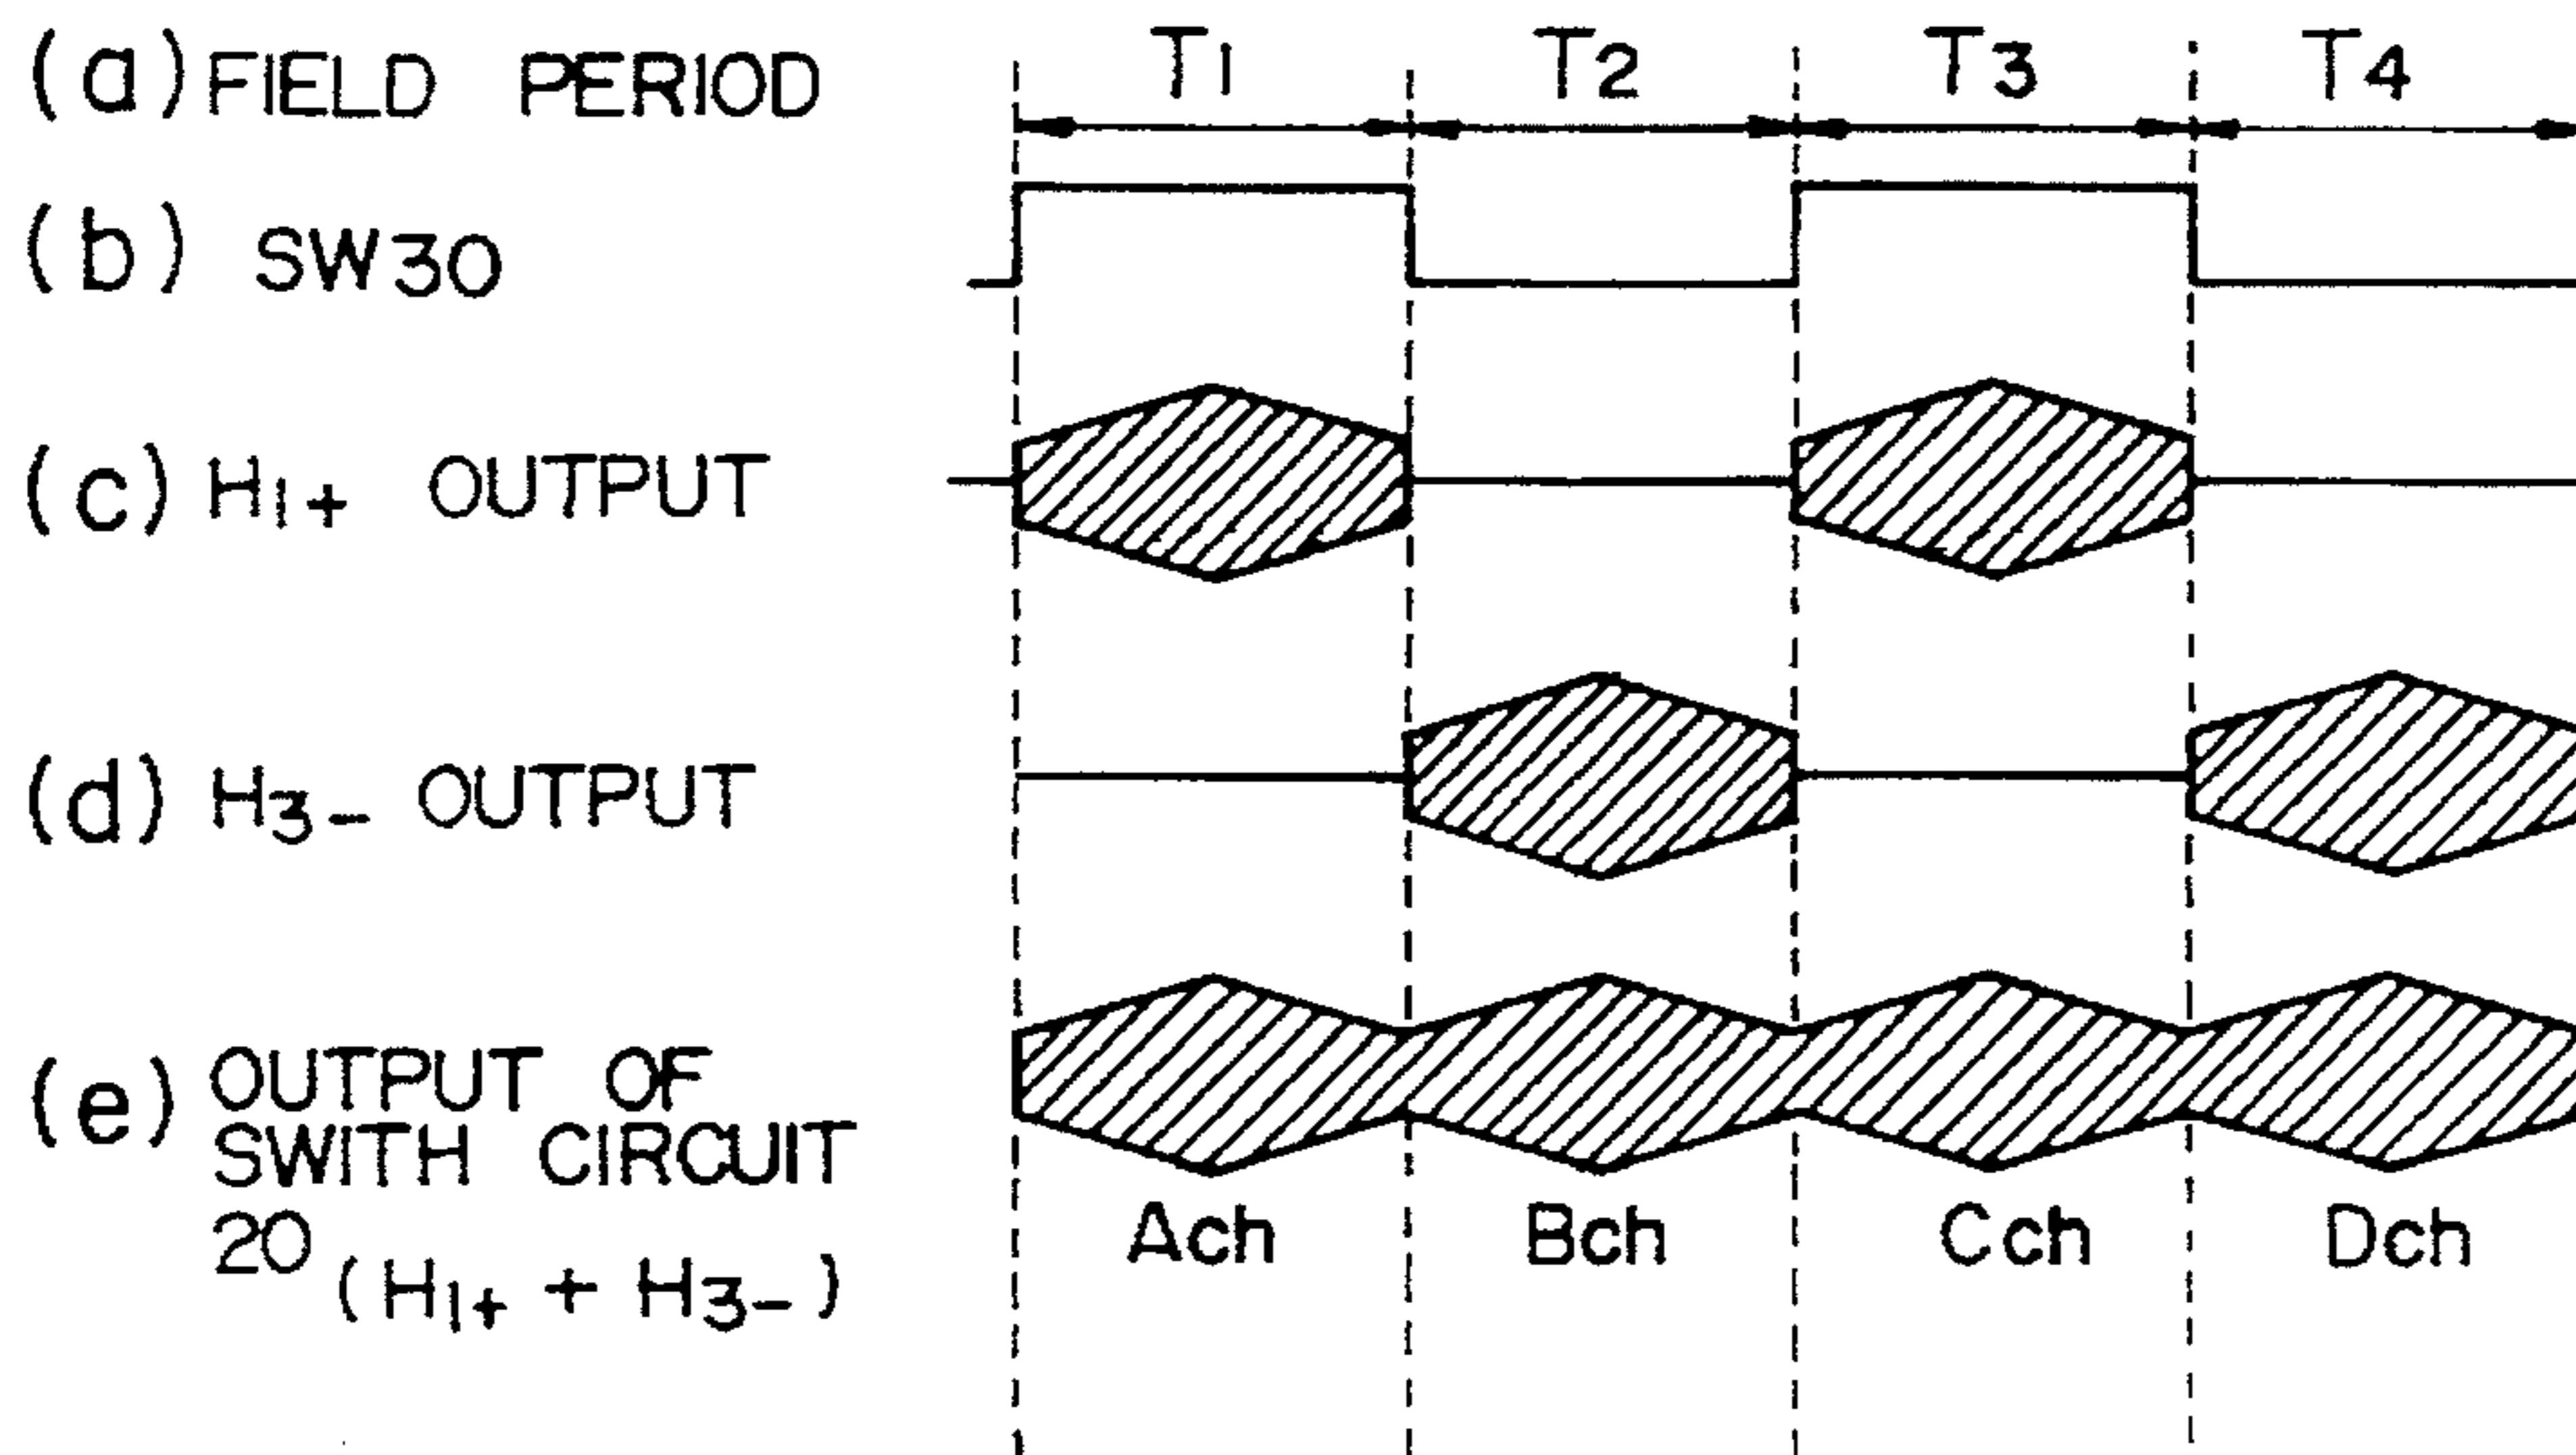 (a) FIELD PERIOD T1 T2 T3 T4
(b) SW30
(c) H1+ OUTPUT
(d) H3- OUTPUT
(e) OUTPUT OF
SWITH CIRCUIT
20 (H1+ + H3-)
Ach Bch Cch Dch